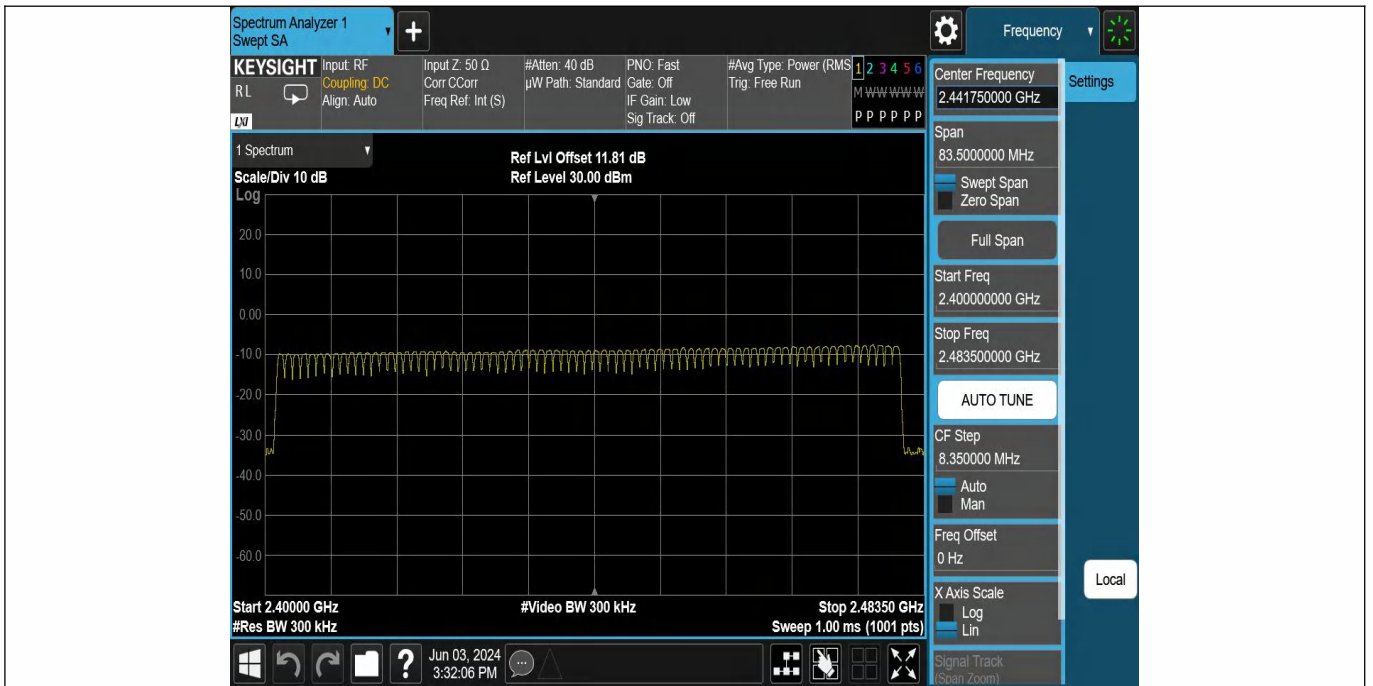 Spectrum Analyzer 1
Swept SA
+
Frequency
KEYSIGHT
RL
LXI
Input: RF
Coupling: DC
Align: Auto
Input Z: 50 Ω
Corr CCorr
Freq Ref: Int (S)
#Atten: 40 dB
µW Path: Standard
PNO: Fast
Gate: Off
IF Gain: Low
Sig Track: Off
#Avg Type: Power (RMS
Trig: Free Run
1 2 3 4 5 6
M W W W W W
P P P P P P
Center Frequency
2.441750000 GHz
Settings
Span
83.5000000 MHz
Swept Span
Zero Span
Full Span
Start Freq
2.400000000 GHz
Stop Freq
2.483500000 GHz
AUTO TUNE
CF Step
8.350000 MHz
Auto
Man
Freq Offset
0 Hz
X Axis Scale
Log
Lin
Signal Track
(Span Zoom)
Local
1 Spectrum
Scale/Div 10 dB
Log
Ref Lvl Offset 11.81 dB
Ref Level 30.00 dBm
20.0
10.0
0.00
-10.0
-20.0
-30.0
-40.0
-50.0
-60.0
Start 2.40000 GHz
#Res BW 300 kHz
#Video BW 300 kHz
Stop 2.48350 GHz
Sweep 1.00 ms (1001 pts)
?
Jun 03, 2024
3:32:06 PM